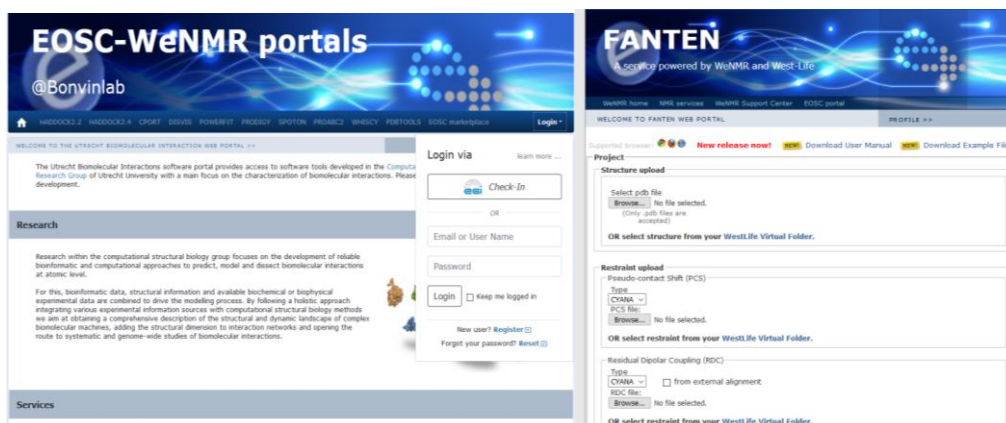 EOSC-WeNMR portals
@Bonvinlab
HADDOCK2.2 HADDOCK2.4 CPORT DISVIS POWERFIT PRODIGY SPOTON PROABC2 WHISCY PDBTOOLS EOSC marketplace Login
WELCOME TO THE UTRECHT BIOMOLECULAR INTERACTION WEB PORTAL >>
The Utrecht Biomolecular Interactions software portal provides access to software tools developed in the Computa
Research Group of Utrecht University with a main focus on the characterization of biomolecular interactions. Please
development.
Research
Research within the computational structural biology group focuses on the development of reliable
bioinformatic and computational approaches to predict, model and dissect biomolecular interactions
at atomic level.
For this, bioinformatic data, structural information and available biochemical or biophysical
experimental data are combined to drive the modelling process. By following a holistic approach
integrating various experimental information sources with computational structural biology methods
we aim at obtaining a comprehensive description of the structural and dynamic landscape of complex
biomolecular machines, adding the structural dimension to interaction networks and opening the
route to systematic and genome-wide studies of biomolecular interactions.
Services
Login via learn more ...
Check-In
OR
Email or User Name
Password
Login Keep me logged in
New user? Register
Forgot your password? Reset
FANTEN
A service powered by WeNMR and West-Life
WeNMR home NMR services WeNMR Support Center EOSC portal
WELCOME TO FANTEN WEB PORTAL PROFILE >>
Supported browser: New release now! NEW! Download User Manual NEW! Download Example File
Project
Structure upload
Select pdb file
Browse... No file selected.
(Only .pdb files are
accepted)
OR select structure from your WestLife Virtual Folder.
Restraint upload
Pseudo-contact Shift (PCS)
Type
CYANA
PCS file:
Browse... No file selected.
OR select restraint from your WestLife Virtual Folder.
Residual Dipolar Coupling (RDC)
Type
CYANA from external alignment
RDC file:
Browse... No file selected.
OR select restraint from your WestLife Virtual Folder.